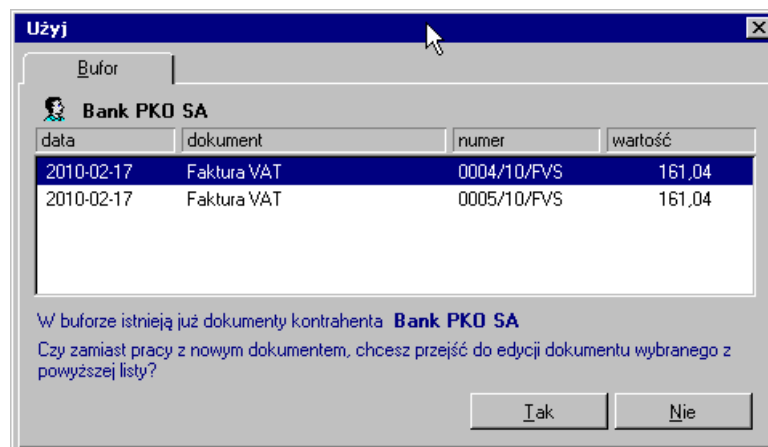 Użyj
Bufor
Bank PKO SA
data dokument numer wartość
2010-02-17 Faktura VAT 0004/10/FVS 161,04
2010-02-17 Faktura VAT 0005/10/FVS 161,04
W buforze istnieją już dokumenty kontrahenta Bank PKO SA
Czy zamiast pracy z nowym dokumentem, chcesz przejść do edycji dokumentu wybranego z
powyższej listy?
Tak Nie